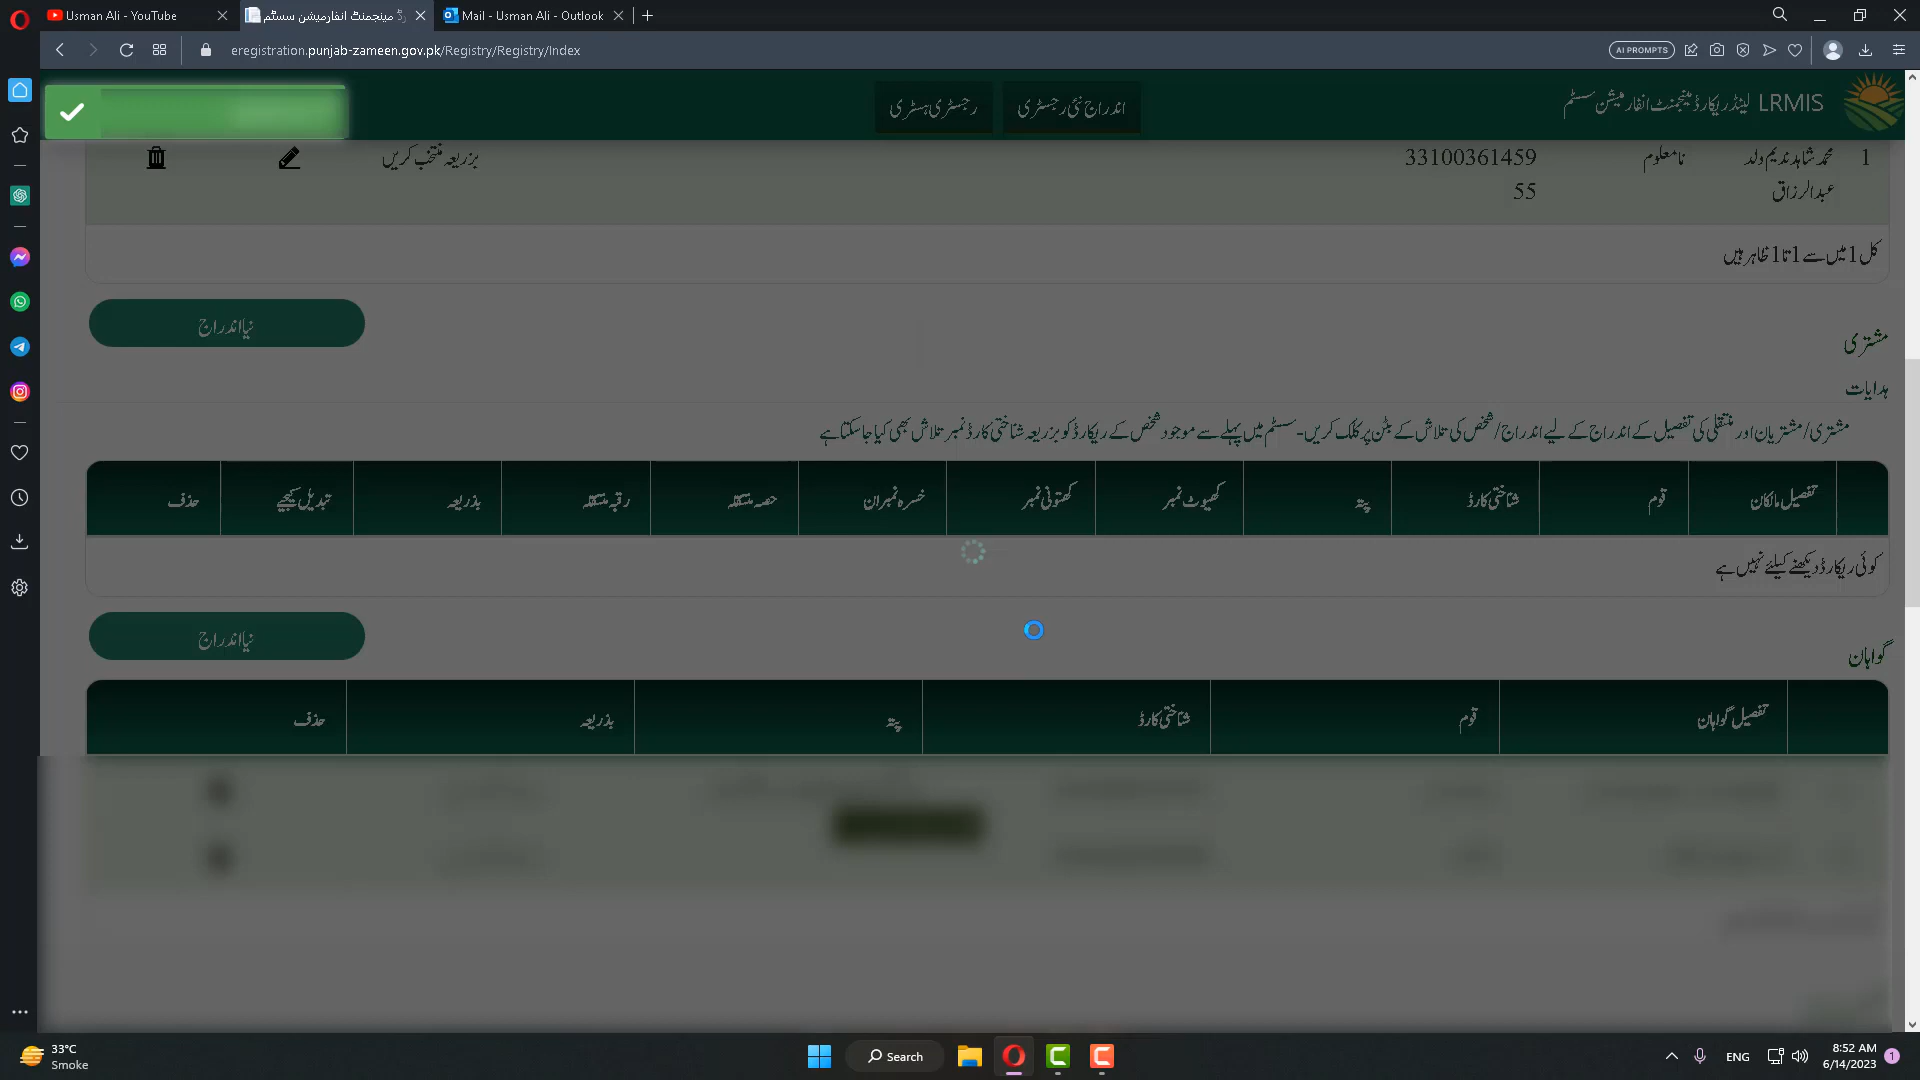 Usman Ali - YouTube
رڈ مینجمنٹ انفارمیشن سسٹم
Mail - Usman Ali - Outlook
eregistration.punjab-zameen.gov.pk/Registry/Registry/Index
AI PROMPTS
LRMIS لینڈ ریکارڈ مینجمنٹ انفارمیشن سسٹم
اندراج نئی رجسٹری
رجسٹری ہسٹری
1 محمد شاہد ندیم ولد نامعلوم 33100361459 بزریعہ منتخب کریں
عبدالرزاق 55
کل 1 میں سے 1 تا 1 ظاہر ہیں
نیا اندراج
مشتری
ہدایات
مشتری/مشتریان اور منتقلی کی تفصیل کے اندراج کے لیے اندراج/شخص کی تلاش کے بٹن پر کلک کریں-سسٹم میں پہلے سے موجود شخص کے ریکارڈ کو بزریعہ شناختی کارڈ نمبر تلاش بھی کیا جا سکتا ہے
تفصیل مالکان قوم شناختی کارڈ پتہ کھیوٹ نمبر کھتونی نمبر خسرہ نمبران حصہ منتقلہ رقبہ منتقلہ بذریعہ تبدیل کیجیے حذف
کوئی ریکارڈ دیکھنے کیلئے نہیں ہے
نیا اندراج
گواہان
تفصیل گواہان قوم شناختی کارڈ پتہ بذریعہ حذف
33°C
Smoke
Search
ENG
8:52 AM
6/14/2023
1